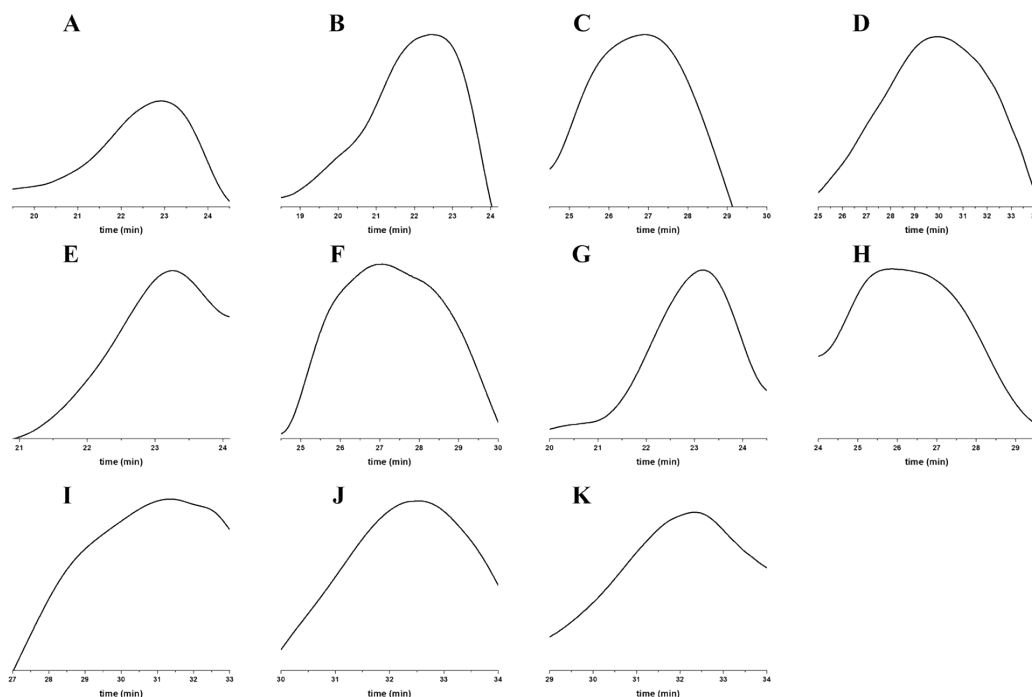 A B C D
20 21 22 23 24 19 20 21 22 23 24 25 26 27 28 29 30 25 26 27 28 29 30 31 32 33 34
time (min) time (min) time (min) time (min)
E F G H
21 22 23 24 25 26 27 28 29 30 20 21 22 23 24 24 25 26 27 28 29
time (min) time (min) time (min) time (min)
I J K
27 28 29 30 31 32 33 30 31 32 33 34 29 30 31 32 33 34
time (min) time (min) time (min)